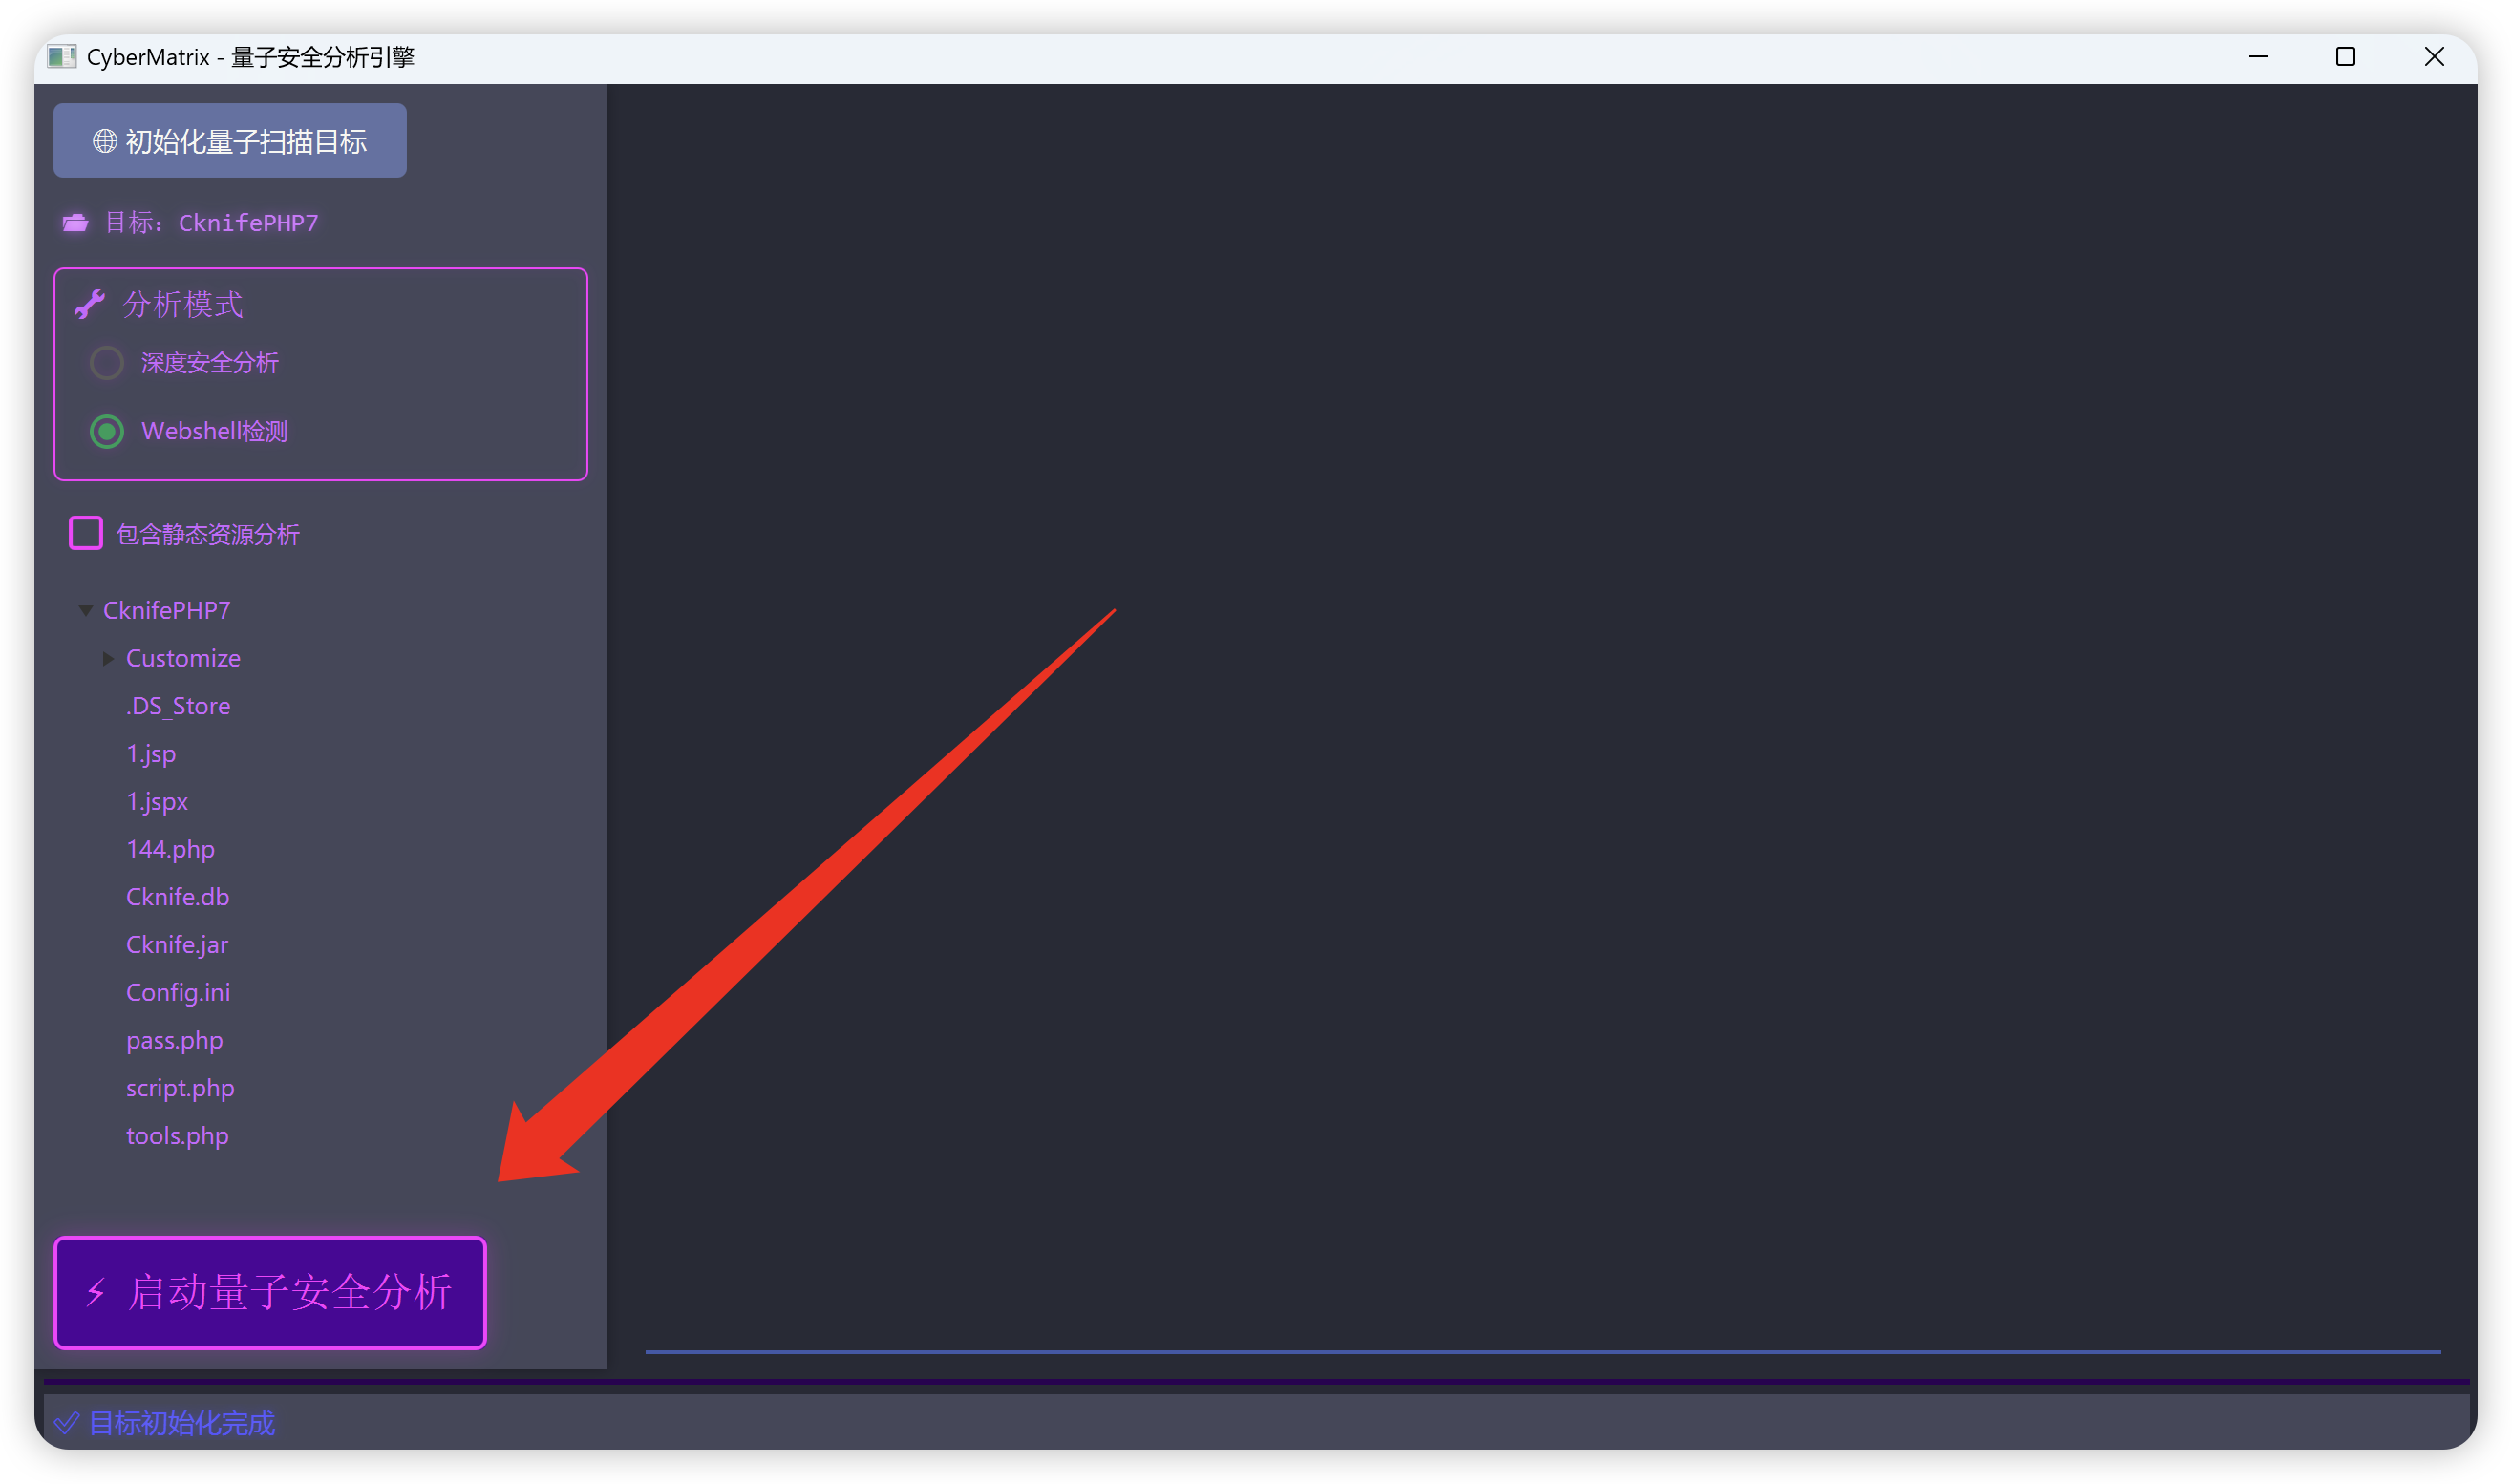 CyberMatrix - 量子安全分析引擎
初始化量子扫描目标
目标：CknifePHP7
分析模式
深度安全分析
Webshell检测
包含静态资源分析
CknifePHP7
Customize
.DS_Store
1.jsp
1.jspx
144.php
Cknife.db
Cknife.jar
Config.ini
pass.php
script.php
tools.php
启动量子安全分析
目标初始化完成